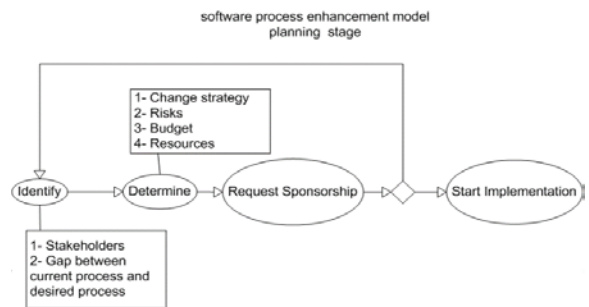 software process enhancement model
planning stage
1- Change strategy
2- Risks
3- Budget
4- Resources
Identify
Determine
Request Sponsorship
Start Implementation
1- Stakeholders
2- Gap between
current process and
desired process